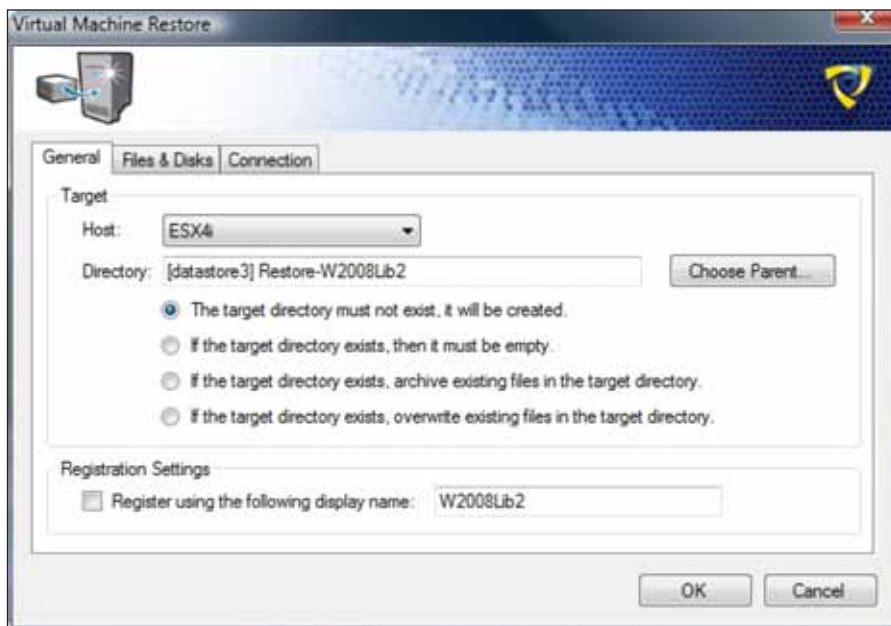 Virtual Machine Restore
General Files & Disks Connection
Target
Host: ESX4i
Directory: [datastore3] Restore-W2008Lib2 Choose Parent...
The target directory must not exist, it will be created.
If the target directory exists, then it must be empty.
If the target directory exists, archive existing files in the target directory.
If the target directory exists, overwrite existing files in the target directory.
Registration Settings
Register using the following display name: W2008Lib2
OK Cancel